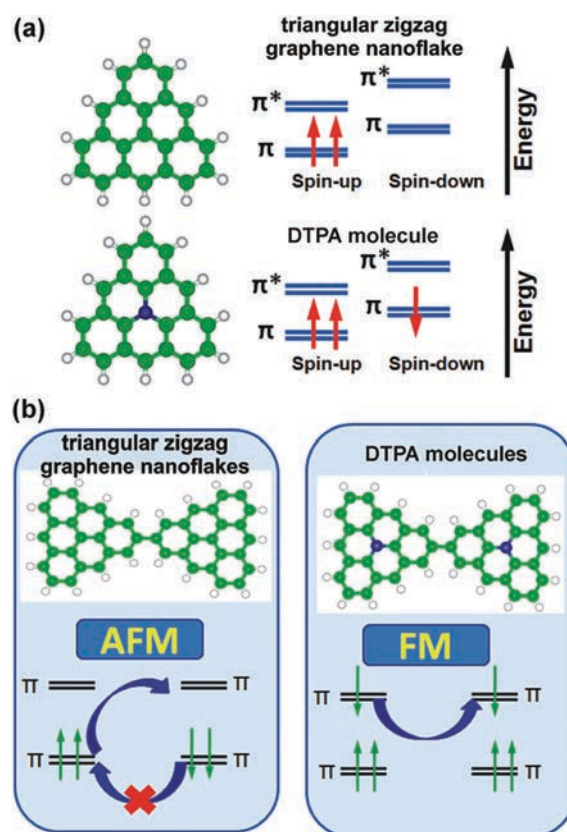 (a)
triangular zigzag
graphene nanoflake
π*
π*
π
π
Spin-up
Spin-down
Energy
DTPA molecule
π*
π*
π
π
Spin-up
Spin-down
Energy
(b)
triangular zigzag
graphene nanoflakes
AFM
π
π
π
π
DTPA molecules
FM
π
π
π
π